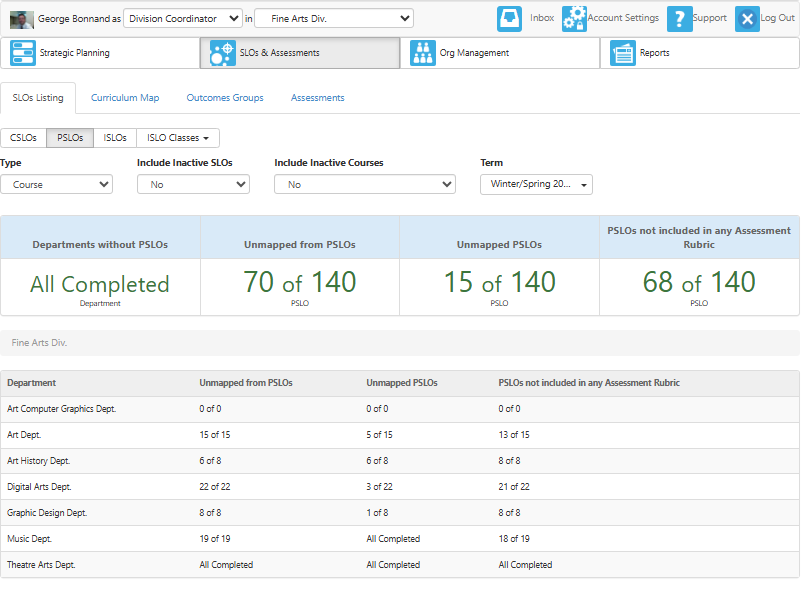 George Bonnand as Division Coordinator in Fine Arts Div. Inbox Account Settings Support Log Out
Strategic Planning SLOs & Assessments Org Management Reports
SLOs Listing Curriculum Map Outcomes Groups Assessments
CSLOs PSLOs ISLOs ISLO Classes
Type Include Inactive SLOs Include Inactive Courses Term
Course No No Winter/Spring 20...
Departments without PSLOs Unmapped from PSLOs Unmapped PSLOs PSLOs not included in any Assessment
Rubric
All Completed 70 of 140 15 of 140 68 of 140
Department PSLO PSLO PSLO
Fine Arts Div.
Department Unmapped from PSLOs Unmapped PSLOs PSLOs not included in any Assessment Rubric
Art Computer Graphics Dept. 0 of 0 0 of 0 0 of 0
Art Dept. 15 of 15 5 of 15 13 of 15
Art History Dept. 6 of 8 6 of 8 8 of 8
Digital Arts Dept. 22 of 22 3 of 22 21 of 22
Graphic Design Dept. 8 of 8 1 of 8 8 of 8
Music Dept. 19 of 19 All Completed 18 of 19
Theatre Arts Dept. All Completed All Completed All Completed